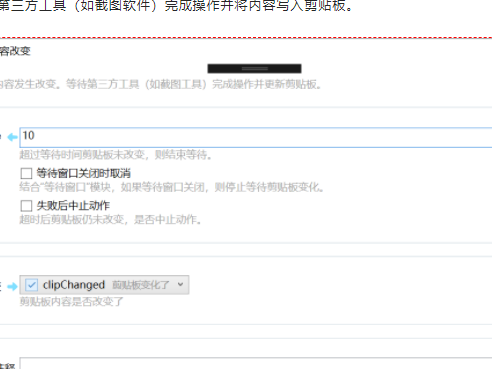 第三方工具（如截图软件）完成操作并将内容写入剪贴板。
容改变
内容发生改变。等待第三方工具（如截图工具）完成操作并更新剪贴板。
10
超过等待时间剪贴板未改变，则结束等待。
等待窗口关闭时取消
结合"等待窗口"模块，如果等待窗口关闭，则停止等待剪贴板变化。
失败后中止动作
超时后剪贴板仍未改变，是否中止动作。
clipChanged 剪贴板变化了
剪贴板内容是否改变了